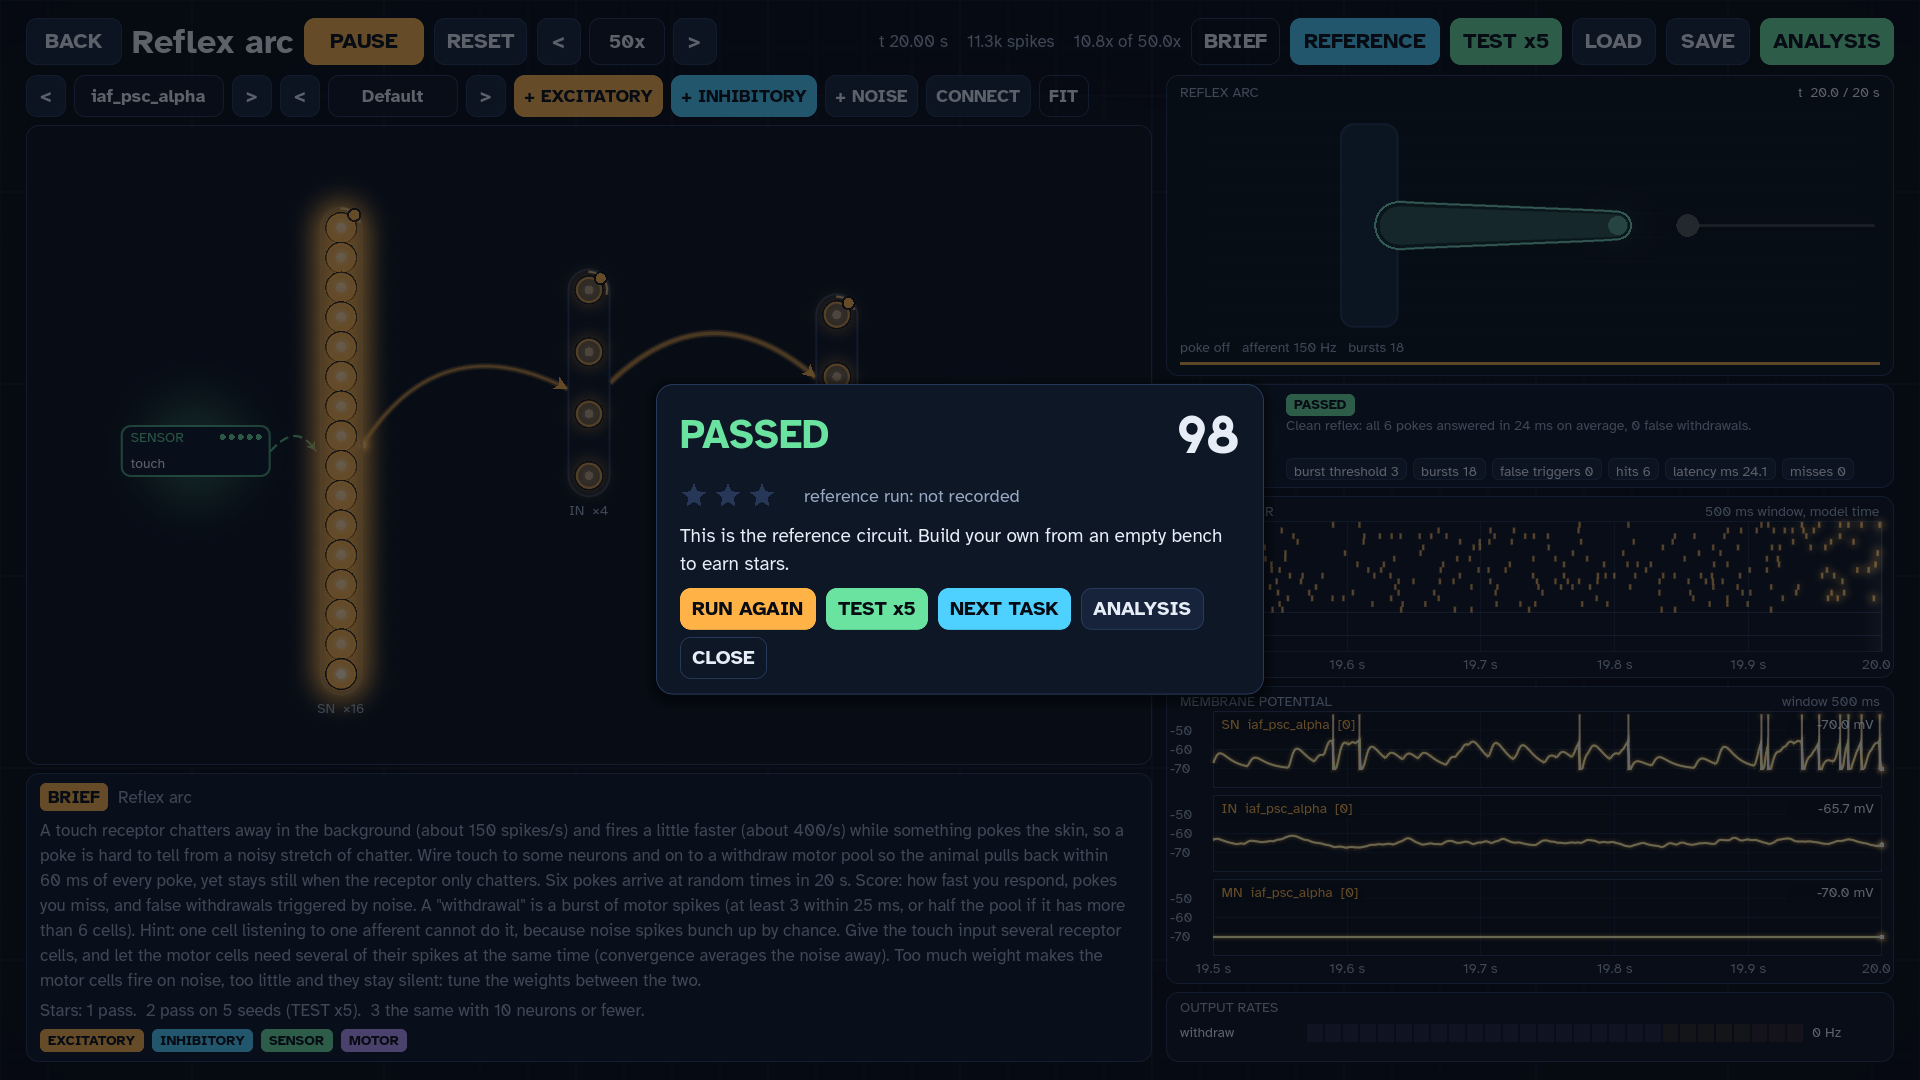 BACK
Reflex arc
PAUSE
RESET
<
50x
>
t 20.00 s
11.3k spikes
10.8x of 50.0x
BRIEF
REFERENCE
TEST x5
LOAD
SAVE
ANALYSIS
<
iaf_psc_alpha
>
<
Default
>
+ EXCITATORY
+ INHIBITORY
+ NOISE
CONNECT
FIT
REFLEX ARC
t 20.0 / 20 s
poke off afferent 150 Hz bursts 18
SENSOR
touch
SN ×16
IN ×4
PASSED
98
reference run: not recorded
This is the reference circuit. Build your own from an empty bench
to earn stars.
RUN AGAIN
TEST x5
NEXT TASK
ANALYSIS
CLOSE
PASSED
Clean reflex: all 6 pokes answered in 24 ms on average, 0 false withdrawals.
burst threshold 3
bursts 18
false triggers 0
hits 6
latency ms 24.1
misses 0
500 ms window, model time
19.6 s
19.7 s
19.8 s
19.9 s
20.0
MEMBRANE POTENTIAL
window 500 ms
SN iaf_psc_alpha [0]
-70.0 mV
-50
-60
-70
IN iaf_psc_alpha [0]
-65.7 mV
-50
-60
-70
MN iaf_psc_alpha [0]
-70.0 mV
-50
-60
-70
19.5 s
19.6 s
19.7 s
19.8 s
19.9 s
20.0
OUTPUT RATES
withdraw
0 Hz
BRIEF
Reflex arc
A touch receptor chatters away in the background (about 150 spikes/s) and fires a little faster (about 400/s) while something pokes the skin, so a
poke is hard to tell from a noisy stretch of chatter. Wire touch to some neurons and on to a withdraw motor pool so the animal pulls back within
60 ms of every poke, yet stays still when the receptor only chatters. Six pokes arrive at random times in 20 s. Score: how fast you respond, pokes
you miss, and false withdrawals triggered by noise. A "withdrawal" is a burst of motor spikes (at least 3 within 25 ms, or half the pool if it has more
than 6 cells). Hint: one cell listening to one afferent cannot do it, because noise spikes bunch up by chance. Give the touch input several receptor
cells, and let the motor cells need several of their spikes at the same time (convergence averages the noise away). Too much weight makes the
motor cells fire on noise, too little and they stay silent: tune the weights between the two.
Stars: 1 pass. 2 pass on 5 seeds (TEST x5). 3 the same with 10 neurons or fewer.
EXCITATORY
INHIBITORY
SENSOR
MOTOR